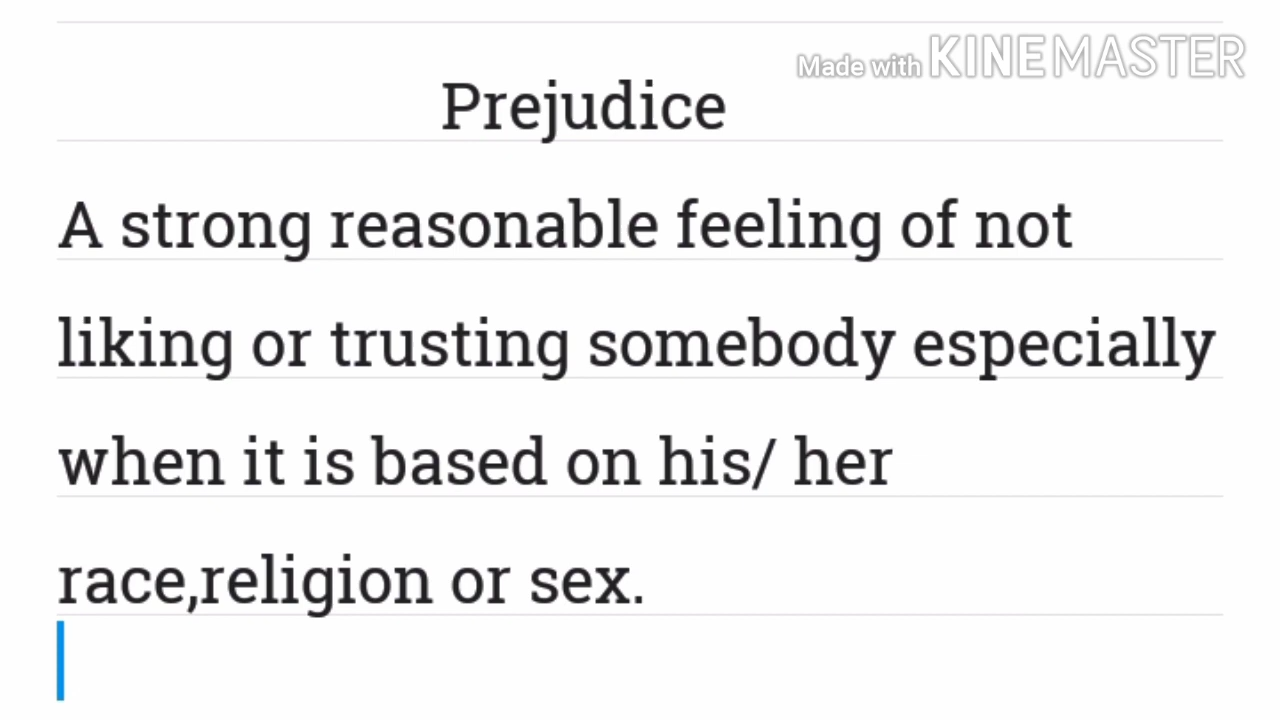 Made with KINEMASTER
Prejudice
A strong reasonable feeling of not
liking or trusting somebody especially
when it is based on his/ her
race,religion or sex.